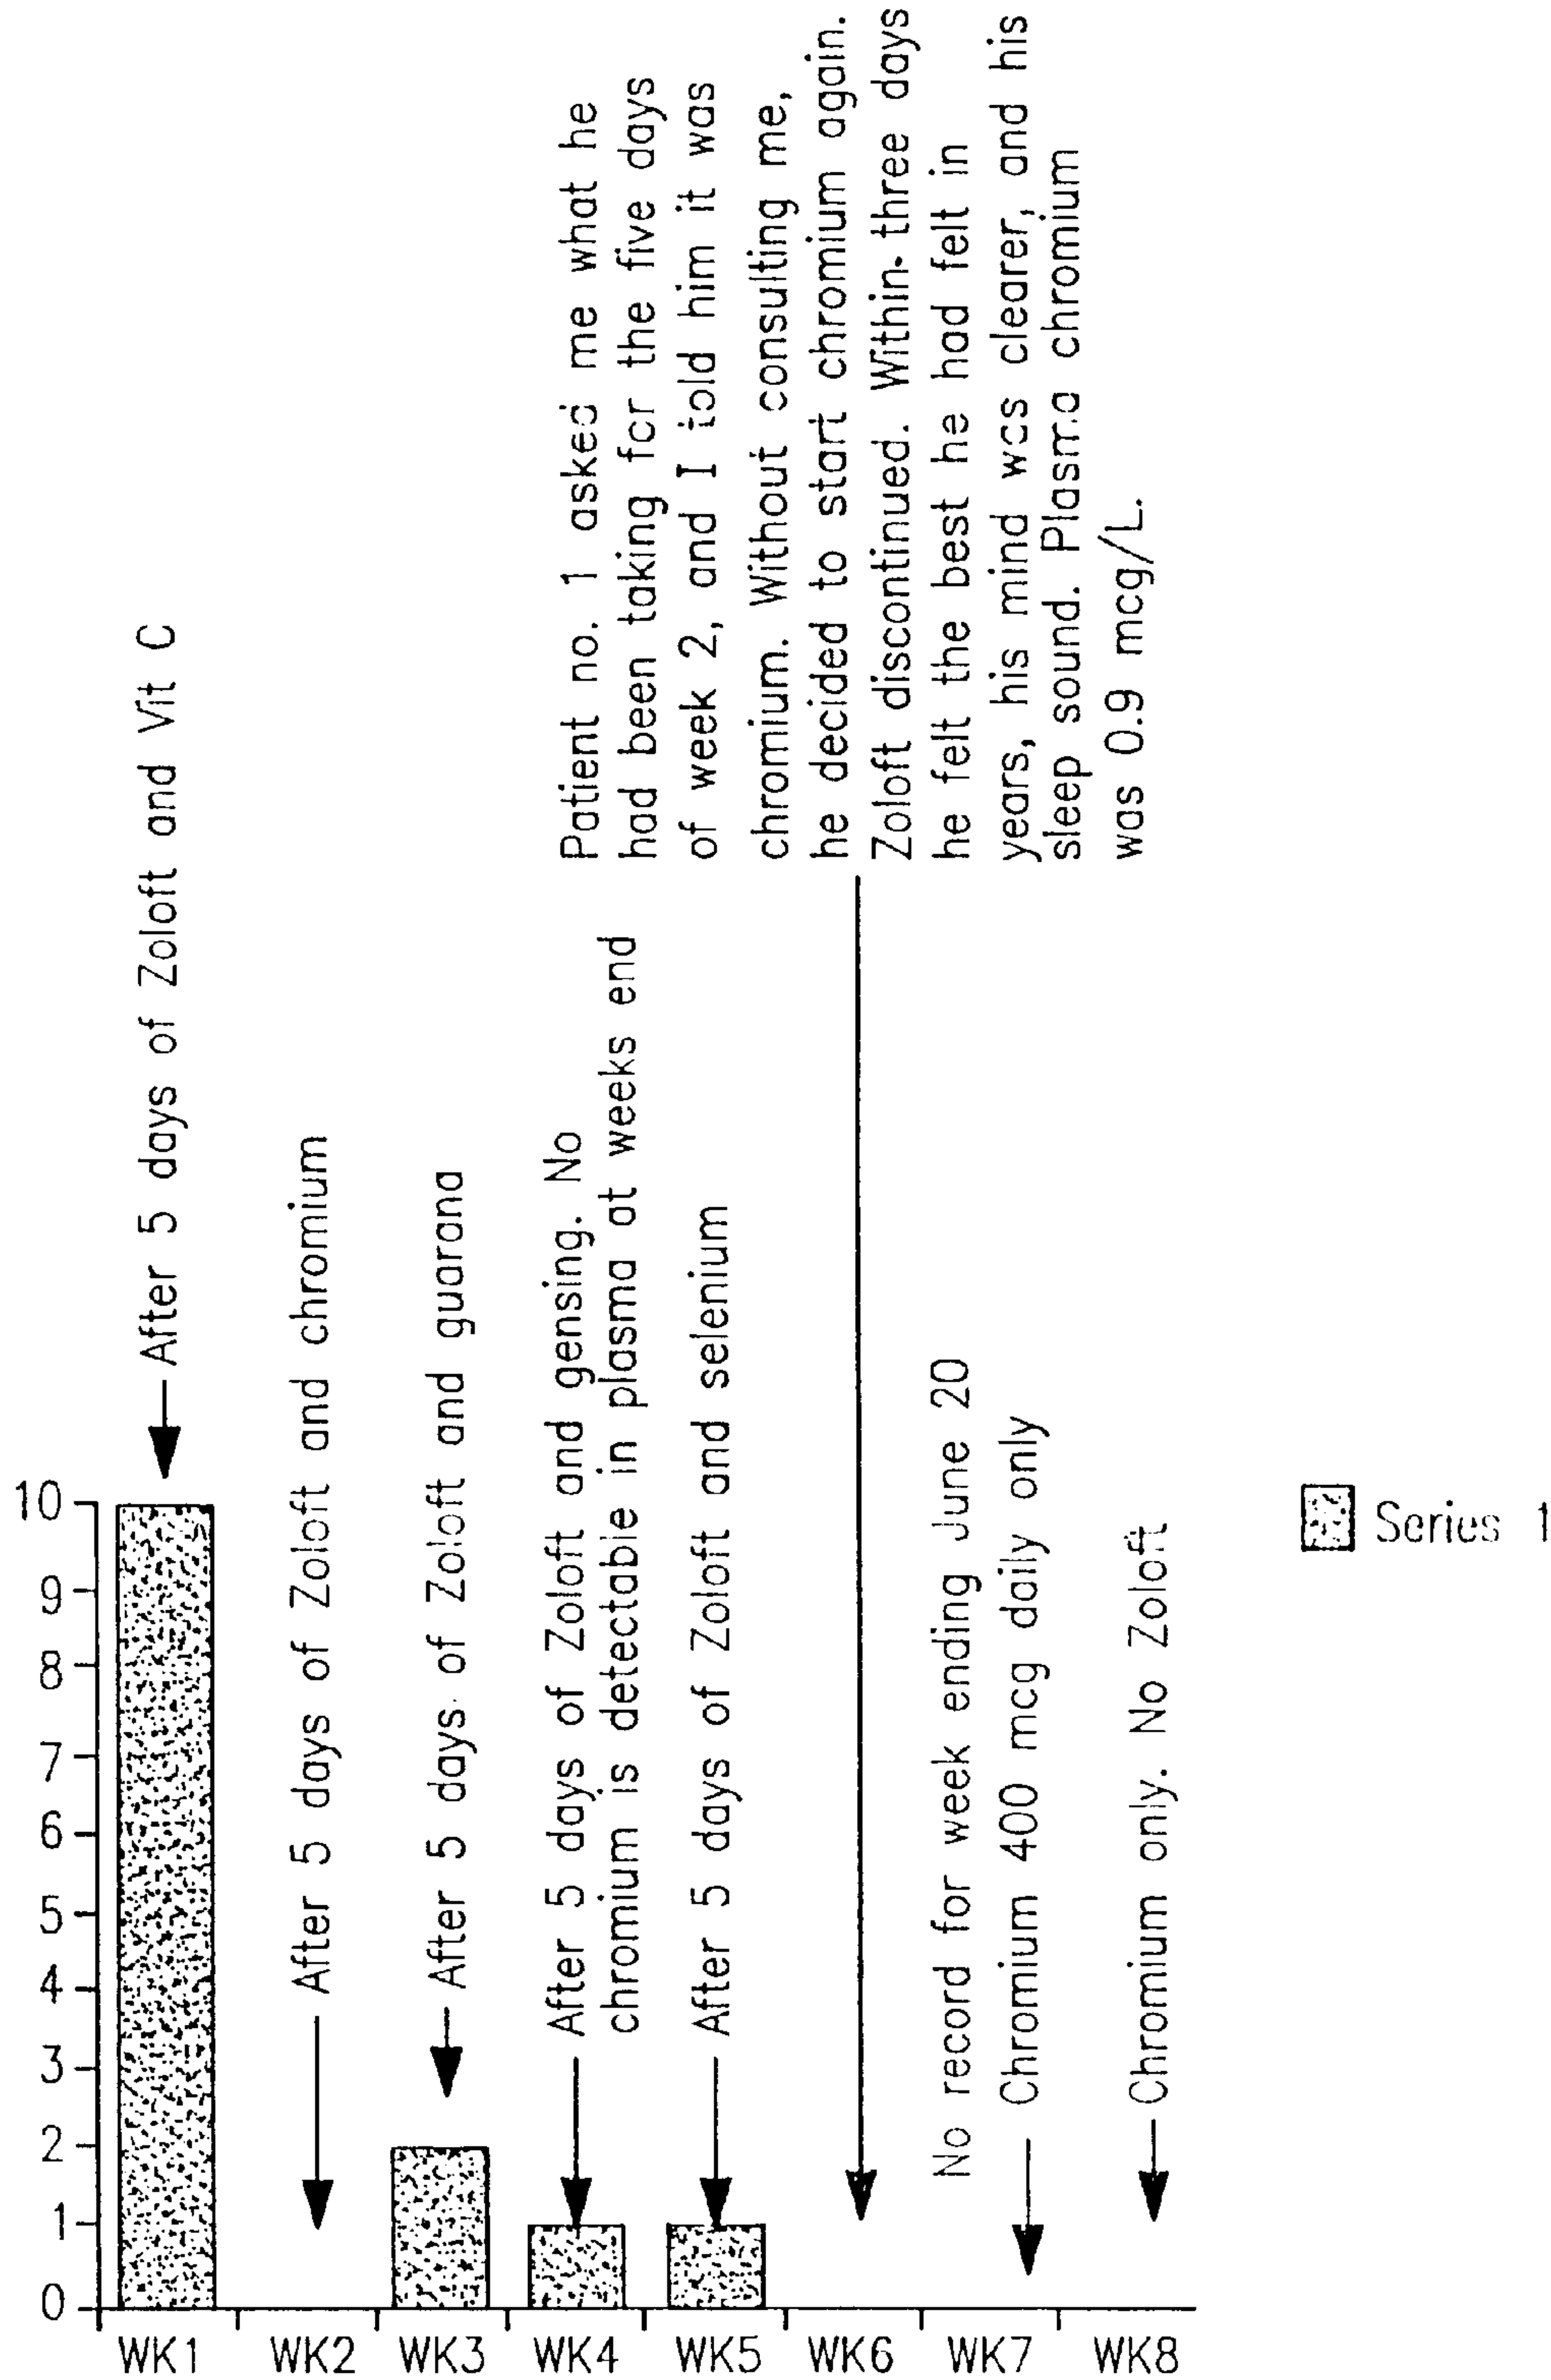 After 5 days of Zoloft and Vit C
After 5 days of Zoloft and chromium
After 5 days of Zoloft and guarana
After 5 days of Zoloft and gensing. No
chromium is detectable in plasma at weeks end
After 5 days of Zoloft and selenium
Patient no. 1 asked me what he
had been taking for the five days
of week 2, and I told him it was
chromium. Without consulting me,
he decided to start chromium again.
Zoloft discontinued. Within three days
he felt the best he had felt in
years, his mind was clearer, and his
sleep sound. Plasma chromium
was 0.9 mcg/L.
No record for week ending June 20
Chromium 400 mcg daily only
Chromium only. No Zoloft
10
9
8
7
6
5
4
3
2
1
0
WK1 WK2 WK3 WK4 WK5 WK6 WK7 WK8
Series 1